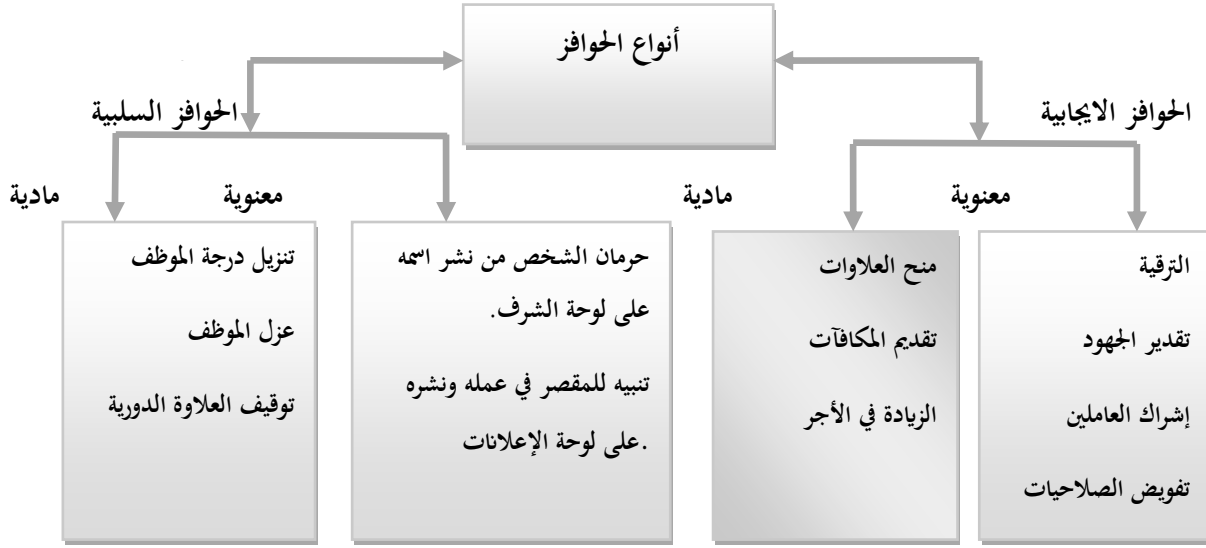 أنواع الحوافز
الحوافز الايجابية
الحوافز السلبية
معنوية
مادية
معنوية
مادية
الترقية
تقدير الجهود
إشراك العاملين
تفويض الصلاحيات
منح العلاوات
تقديم المكافآت
الزيادة في الأجر
حرمان الشخص من نشر اسمه
على لوحة الشرف.
تنبيه للمقصر في عمله ونشره
.على لوحة الإعلانات
تنزيل درجة الموظف
عزل الموظف
توقيف العلاوة الدورية